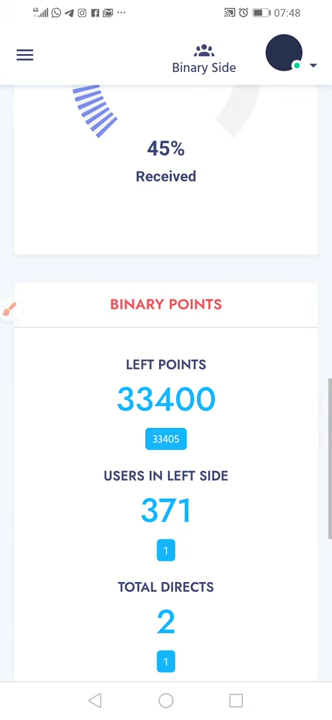 07:48
Binary Side
45%
Received
BINARY POINTS
LEFT POINTS
33400
33405
USERS IN LEFT SIDE
371
1
TOTAL DIRECTS
2
1